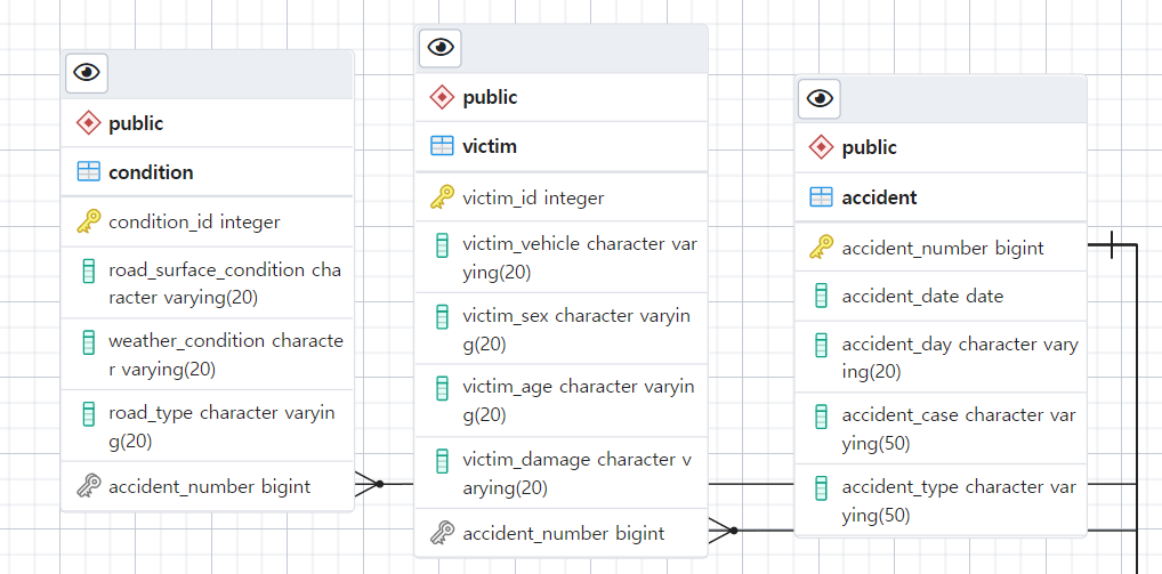 public
condition
condition_id integer
road_surface_condition cha
racter varying(20)
weather_condition characte
r varying(20)
road_type character varyin
g(20)
accident_number bigint
public
victim
victim_id integer
victim_vehicle character var
ying(20)
victim_sex character varyin
g(20)
victim_age character varyin
g(20)
victim_damage character v
arying(20)
accident_number bigint
public
accident
accident_number bigint
accident_date date
accident_day character vary
ing(20)
accident_case character var
ying(50)
accident_type character var
ying(50)